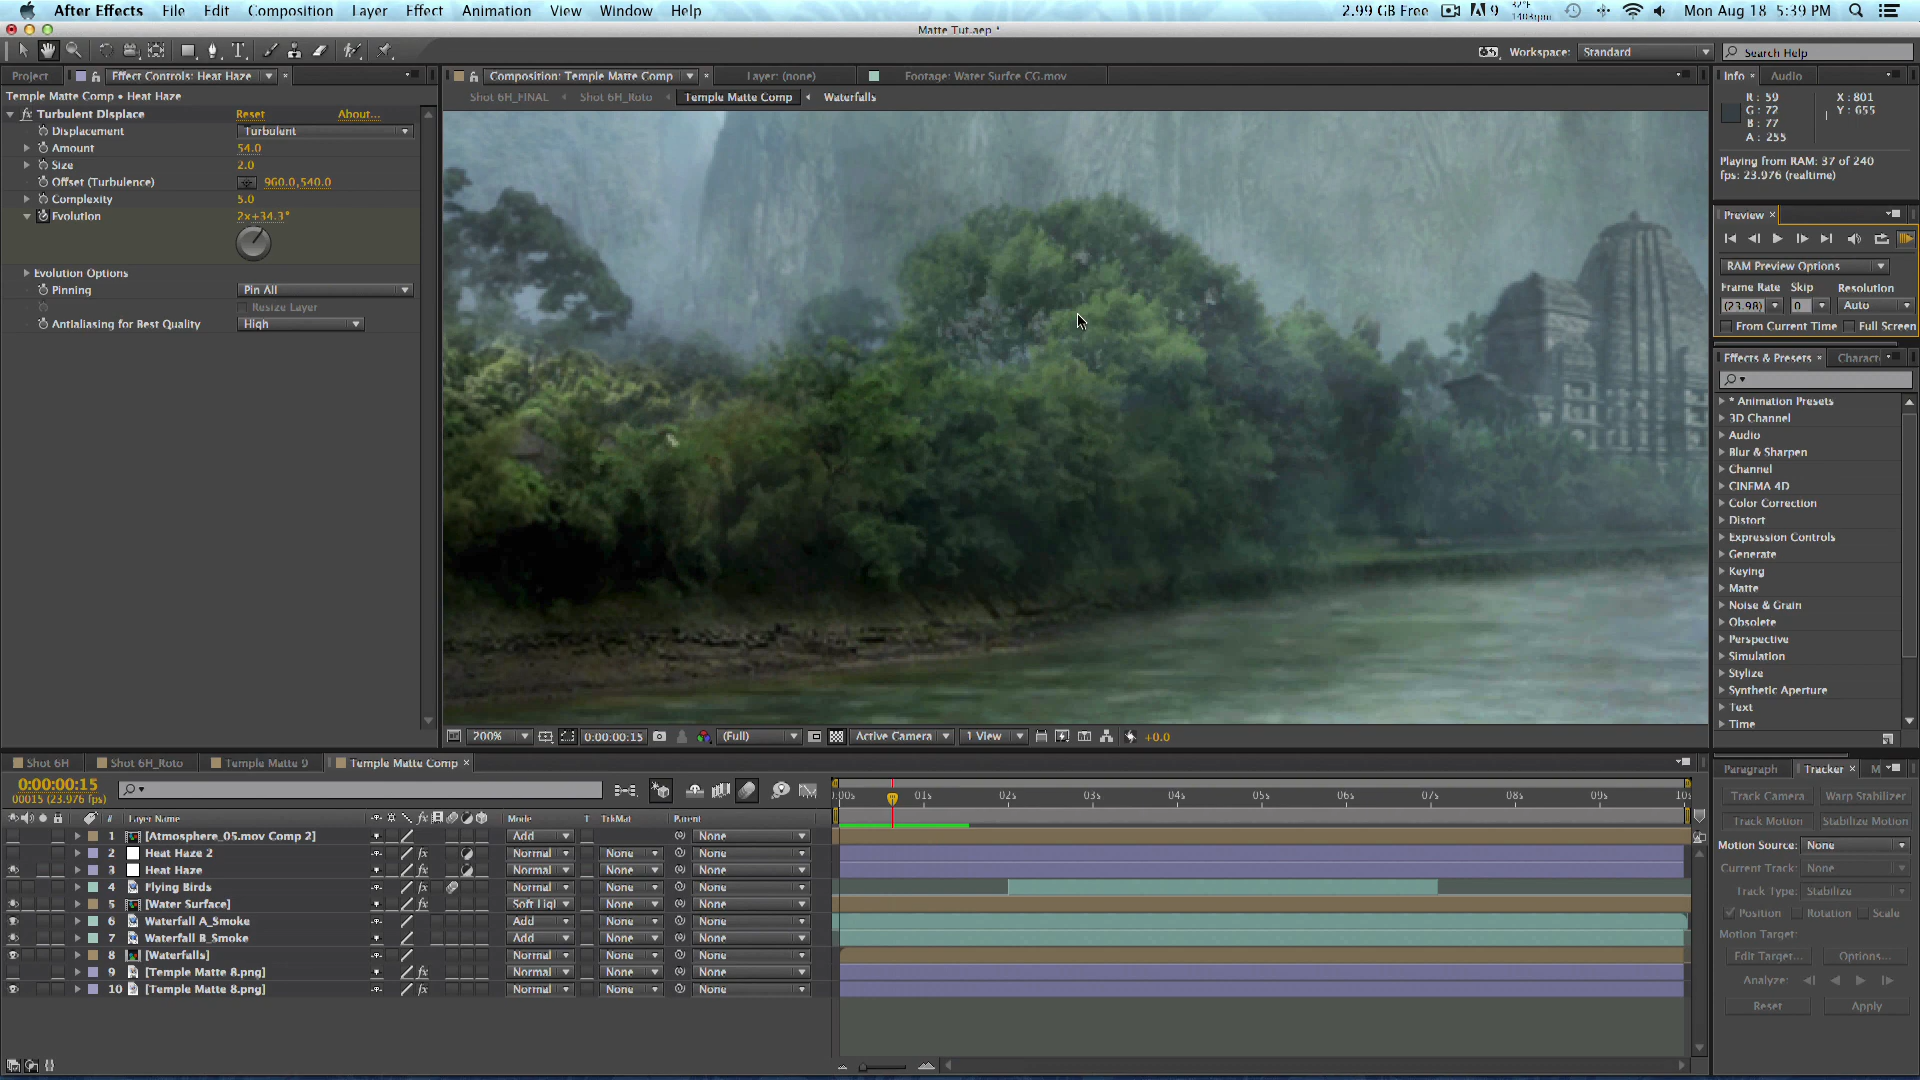 After Effects File Edit Composition Layer Effect Animation View Window Help
2.99 GB Free 9 Mon Aug 18 5:39 PM
Matte Tut.aep *
Workspace: Standard Search Help
Project Effect Controls: Heat Haze
Temple Matte Comp • Heat Haze
fx Turbulent Displace Reset About...
Displacement Turbulent
Amount 54.0
Size 2.0
Offset (Turbulence) 960.0,540.0
Complexity 5.0
Evolution 2x+34.3°
Evolution Options
Pinning Pin All
Resize Layer
Antialiasing for Best Quality High
Composition: Temple Matte Comp Layer: (none) Footage: Water Surfce CG.mov
Shot 6H_FINAL Shot 6H_Roto Temple Matte Comp Waterfalls
200% 0:00:00:15 (Full) Active Camera 1 View +0.0
Info Audio
R: 59 X: 801
G: 72 Y: 655
B: 77
A: 255
Playing from RAM: 37 of 240
fps: 23.976 (realtime)
Preview
RAM Preview Options
Frame Rate Skip Resolution
(23.98) 0 Auto
From Current Time Full Screen
Effects & Presets Charact
* Animation Presets
3D Channel
Audio
Blur & Sharpen
Channel
CINEMA 4D
Color Correction
Distort
Expression Controls
Generate
Keying
Matte
Noise & Grain
Obsolete
Perspective
Simulation
Stylize
Synthetic Aperture
Text
Time
Shot 6H Shot 6H_Roto Temple Matte 9 Temple Matte Comp
0:00:00:15
00015 (23.976 fps)
:00s 01s 02s 03s 04s 05s 06s 07s 08s 09s 10s
# Layer Name Mode T TrkMat Parent
1 [Atmosphere_05.mov Comp 2] Add None
2 Heat Haze 2 fx Normal None None
3 Heat Haze fx Normal None None
4 Flying Birds fx Normal None None
5 [Water Surface] fx Soft Ligl None None
6 Waterfall A_Smoke Add None None
7 Waterfall B_Smoke Add None None
8 [Waterfalls] Normal None None
9 [Temple Matte 8.png] fx Normal None None
10 [Temple Matte 8.png] fx Normal None None
Paragraph Tracker M
Track Camera Warp Stabilizer
Track Motion Stabilize Motion
Motion Source: None
Current Track: None
Track Type: Stabilize
Position Rotation Scale
Motion Target:
Edit Target... Options...
Analyze:
Reset Apply